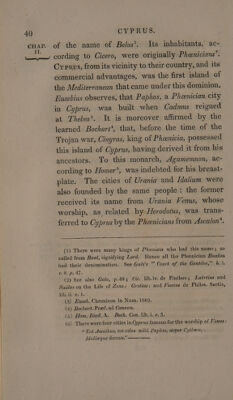 40
CYPRUS.
CHAP.
II.
of the name of Belus¹. Its inhabitants, ac-
cording to Cicero, were originally Phœnicians².
Cyprus, from its vicinity to their country, and its
commercial advantages, was the first island of
the Mediterranean that came under this dominion.
Eusebius observes, that Paphos, a Phœnician city
in Cyprus, was built when Cadmus reigned
at Thebes³. It is moreover affirmed by the
learned Bochart⁴, that, before the time of the
Trojan war, Cinyras, king of Phœnicia, possessed
this island of Cyprus, having derived it from his
ancestors. To this monarch, Agamemnon, ac-
cording to Homer⁵, was indebted for his breast-
plate. The cities of Urania and Idalium were
also founded by the same people: the former
received its name from Urania Venus, whose
worship, as related by Herodotus, was trans-
ferred to Cyprus by the Phœnicians from Ascalon⁶.
(1) There were many kings of Phœnicia who had this name; so
called from Baal, signifying Lord. Hence all the Phœnician Baalim
had their denomination. See Gale's "Court of the Gentiles," b. i.
c. 8. p. 47.
(2) See also Gale, p. 48; Cic. lib. iv. de Finibus; Laërtius and
Suidas on the Life of Zeno; Grotius; and Vossius de Philos. Sectis,
lib. ii. c. 1.
(3) Euseb. Chronicon in Num. 1089.
(4) Bochart. Præf. ad Canaan.
(5) Hom. Iliad. A. Boch. Can. lib. i. c. 3.
(6) There were four cities in Cyprus famous for the worship of Venus:
"Est Amathus, est celsa mihi Paphos, atque Cythera,
Idaliæque domus."